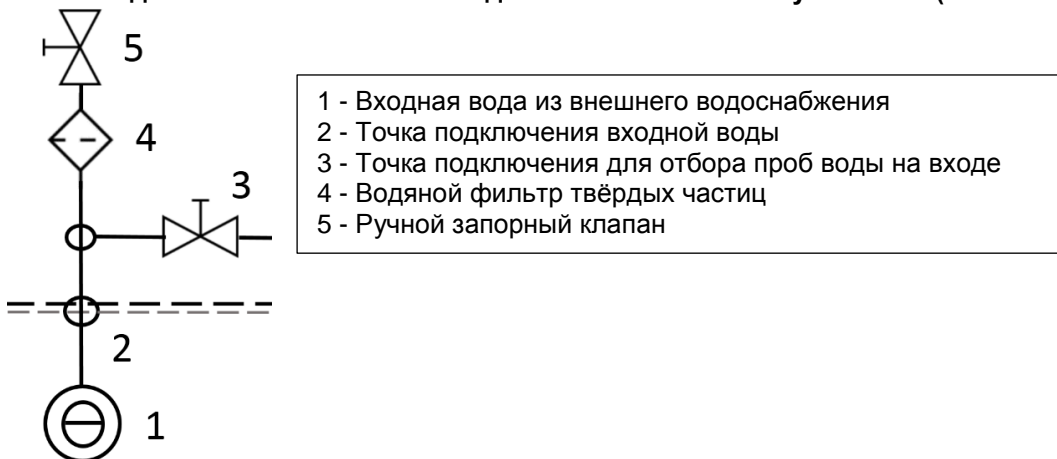 5
4
3
2
1
1 - Входная вода из внешнего водоснабжения
2 - Точка подключения входной воды
3 - Точка подключения для отбора проб воды на входе
4 - Водяной фильтр твёрдых частиц
5 - Ручной запорный клапан